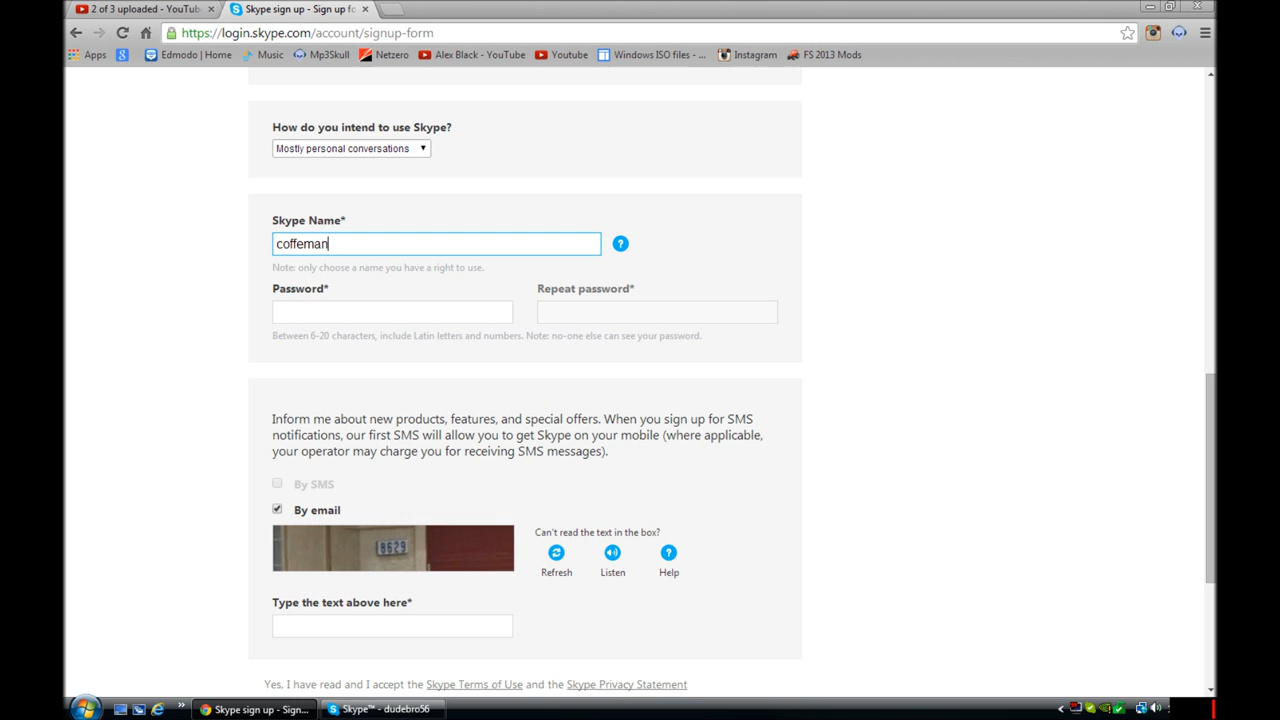 2 of 3 uploaded - YouTub
Skype sign up - Sign up fo
https://login.skype.com/account/signup-form
Apps
Edmodo | Home
Music
Mp3Skull
Netzero
Alex Black - YouTube
Youtube
Windows ISO files - ...
Instagram
FS 2013 Mods
How do you intend to use Skype?
Mostly personal conversations
Skype Name*
coffeman
Note: only choose a name you have a right to use.
Password*
Repeat password*
Between 6-20 characters, include Latin letters and numbers. Note: no-one else can see your password.
Inform me about new products, features, and special offers. When you sign up for SMS
notifications, our first SMS will allow you to get Skype on your mobile (where applicable,
your operator may charge you for receiving SMS messages).
By SMS
By email
8629
Can't read the text in the box?
Refresh
Listen
Help
Type the text above here*
Yes, I have read and I accept the Skype Terms of Use and the Skype Privacy Statement
Skype sign up - Sign...
Skype™ - dudebro56